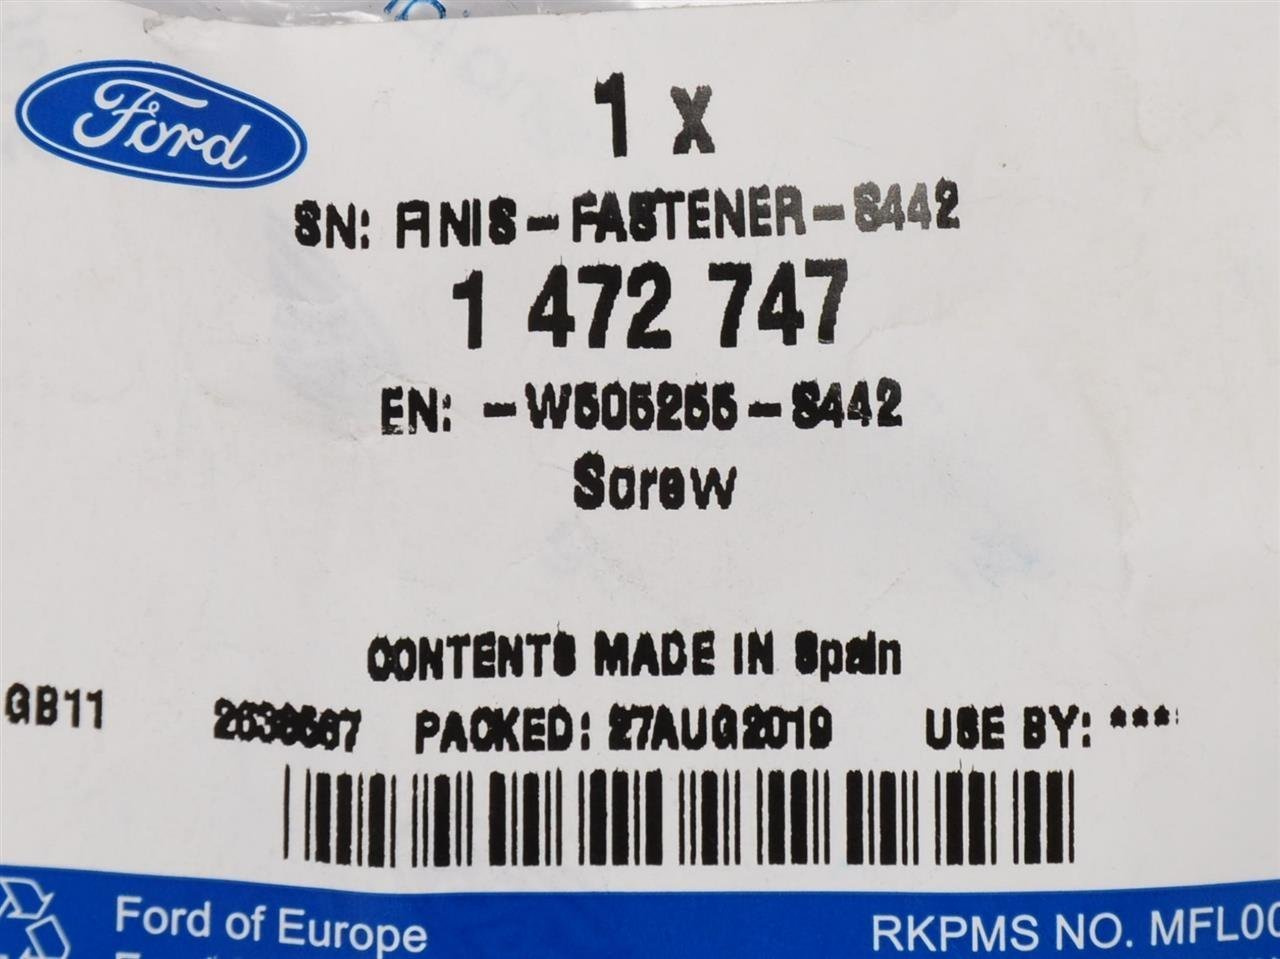 Ford
1 x
SN: FINIS-FASTENER-S442
1 472 747
EN: -W505255-S442
Screw
CONTENTS MADE IN Spain
GB11 PACKED: 27AUG2019 USE BY: ***
Ford of Europe
RKPMS NO. MFL00